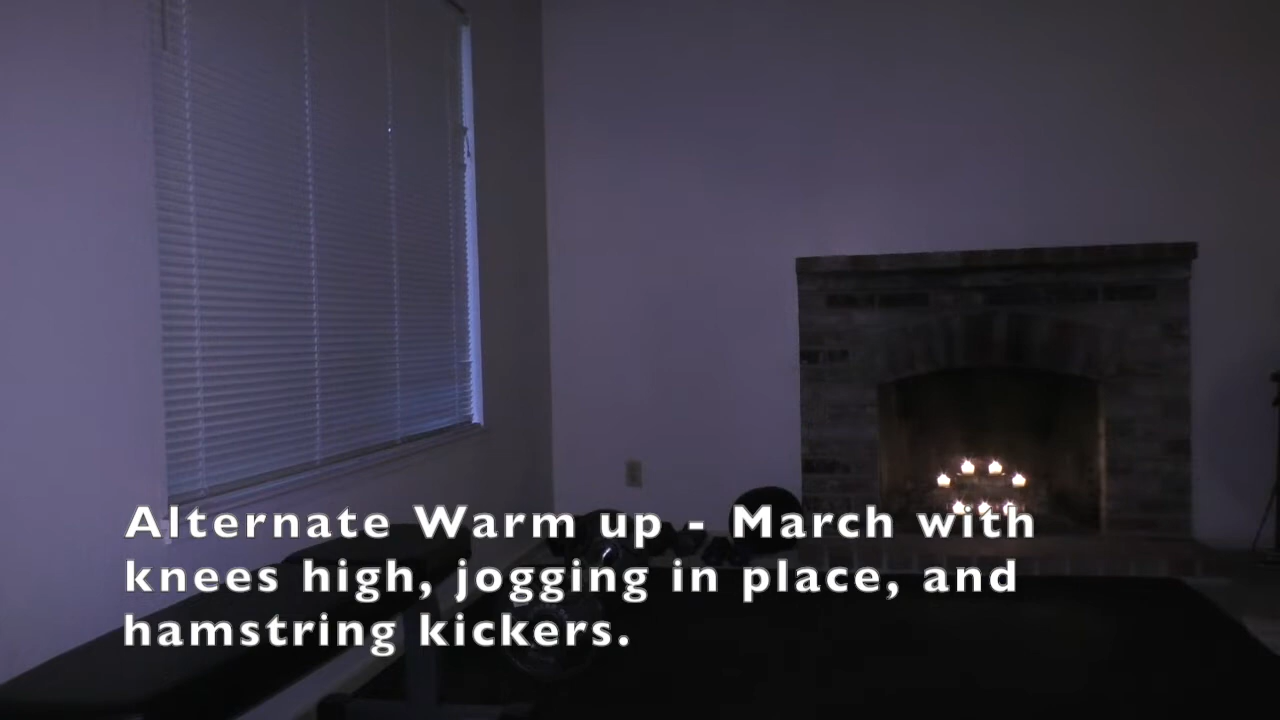 Alternate Warm up - March with
knees high, jogging in place, and
hamstring kickers.